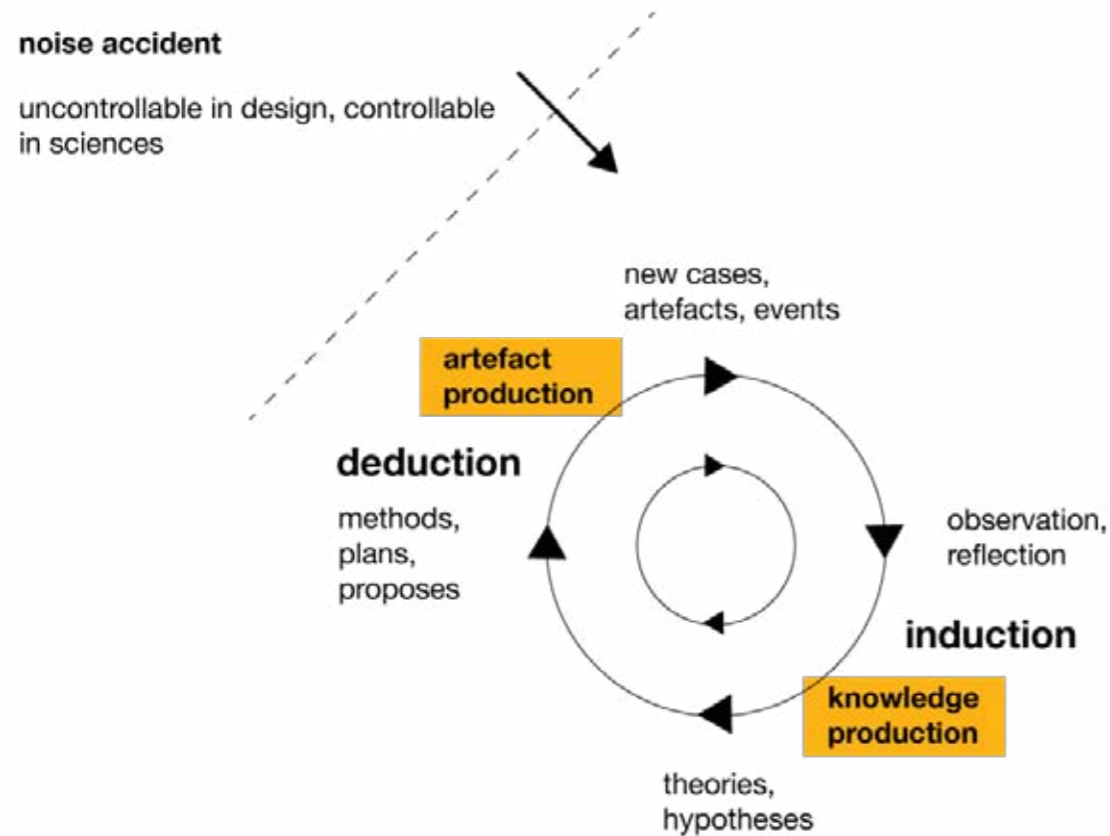 noise accident
uncontrollable in design, controllable
in sciences
new cases,
artefacts, events
artefact
production
deduction
methods,
plans,
proposes
observation,
reflection
induction
knowledge
production
theories,
hypotheses